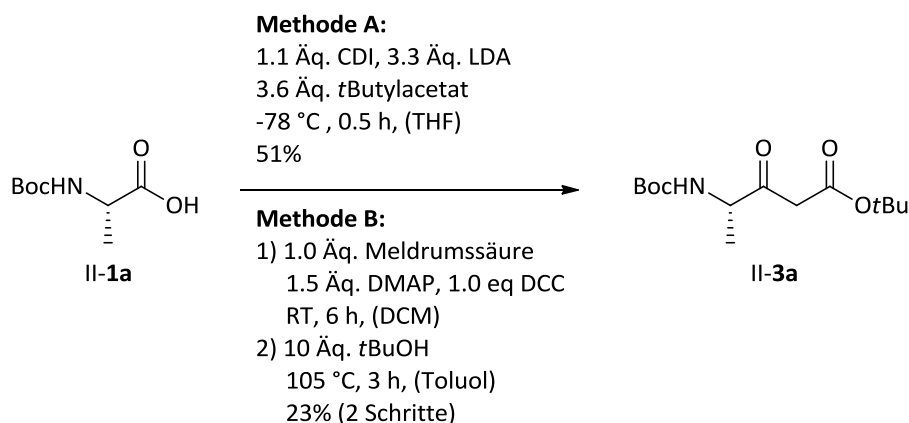 Methode A:
1.1 Äq. CDI, 3.3 Äq. LDA
3.6 Äq. tButylacetat
-78 °C , 0.5 h, (THF)
51%
O
BocHN
OH
II-1a
Methode B:
1) 1.0 Äq. Meldrumssäure
1.5 Äq. DMAP, 1.0 eq DCC
RT, 6 h, (DCM)
2) 10 Äq. tBuOH
105 °C, 3 h, (Toluol)
23% (2 Schritte)
O O
BocHN
OtBu
II-3a